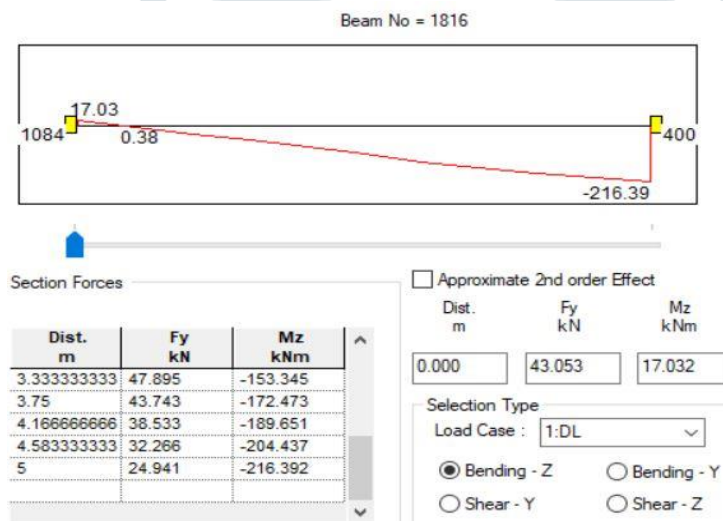 Beam No = 1816
17.03
1084
0.38
400
-216.39
Section Forces
Dist. Fy Mz
m kN kNm
3.333333333 47.895 -153.345
3.75 43.743 -172.473
4.166666666 38.533 -189.651
4.583333333 32.266 -204.437
5 24.941 -216.392
Approximate 2nd order Effect
Dist. Fy Mz
m kN kNm
0.000 43.053 17.032
Selection Type
Load Case : 1:DL
Bending - Z Bending - Y
Shear - Y Shear - Z